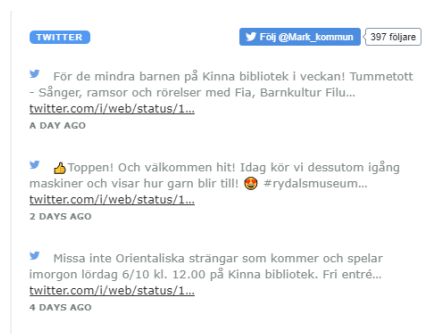 TWITTER
Följ @Mark_kommun
397 följare
För de mindra barnen på Kinna bibliotek i veckan! Tummetott
- Sånger, ramsor och rörelser med Fia, Barnkultur Filu...
twitter.com/i/web/status/1...
A DAY AGO
👍Toppen! Och välkommen hit! Idag kör vi dessutom igång
maskiner och visar hur garn blir till! 😍 #rydalsmuseum...
twitter.com/i/web/status/1...
2 DAYS AGO
Missa inte Orientaliska strängar som kommer och spelar
imorgon lördag 6/10 kl. 12.00 på Kinna bibliotek. Fri entré...
twitter.com/i/web/status/1...
4 DAYS AGO